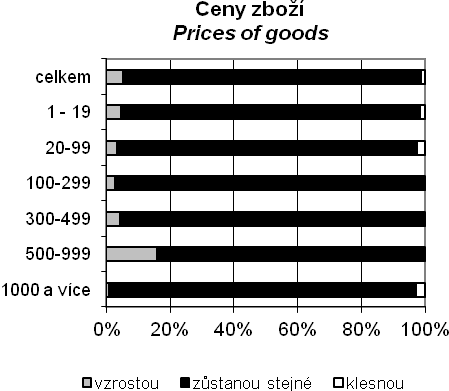 Ceny zboží
Prices of goods
celkem
1 - 19
20-99
100-299
300-499
500-999
1000 a více
0% 20% 40% 60% 80% 100%
vzrostou zůstanou stejné klesnou